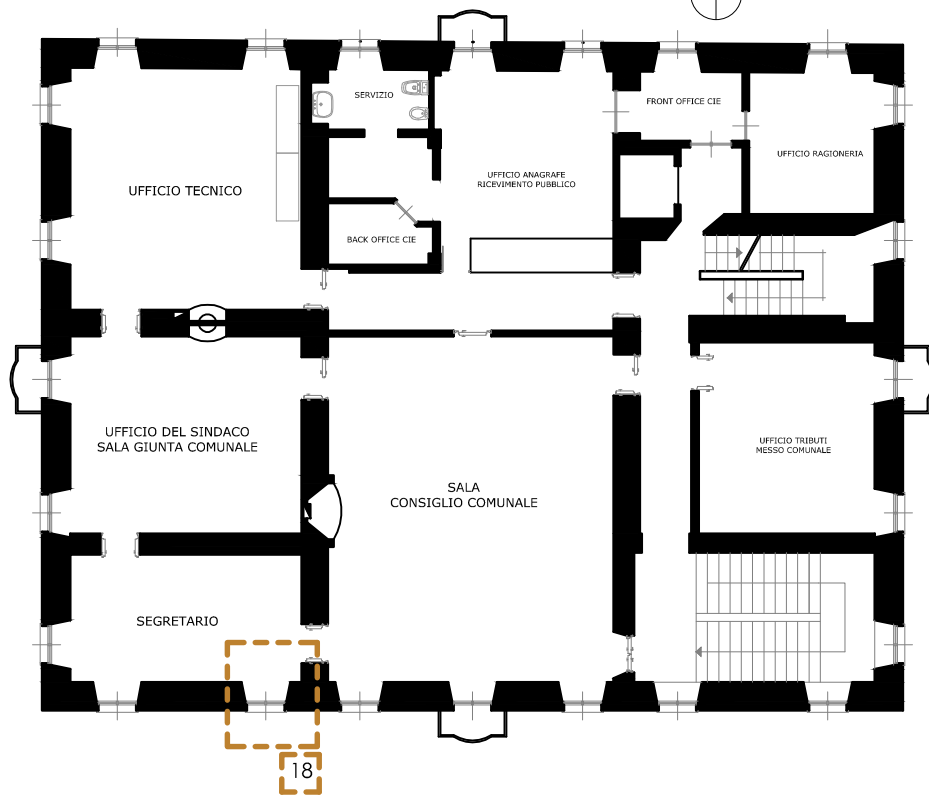 SERVIZIO
FRONT OFFICE CIE
UFFICIO RAGIONERIA
UFFICIO TECNICO
UFFICIO ANAGRAFE
RICEVIMENTO PUBBLICO
BACK OFFICE CIE
UFFICIO DEL SINDACO
SALA GIUNTA COMUNALE
UFFICIO TRIBUTI
MESSO COMUNALE
SALA
CONSIGLIO COMUNALE
SEGRETARIO
18